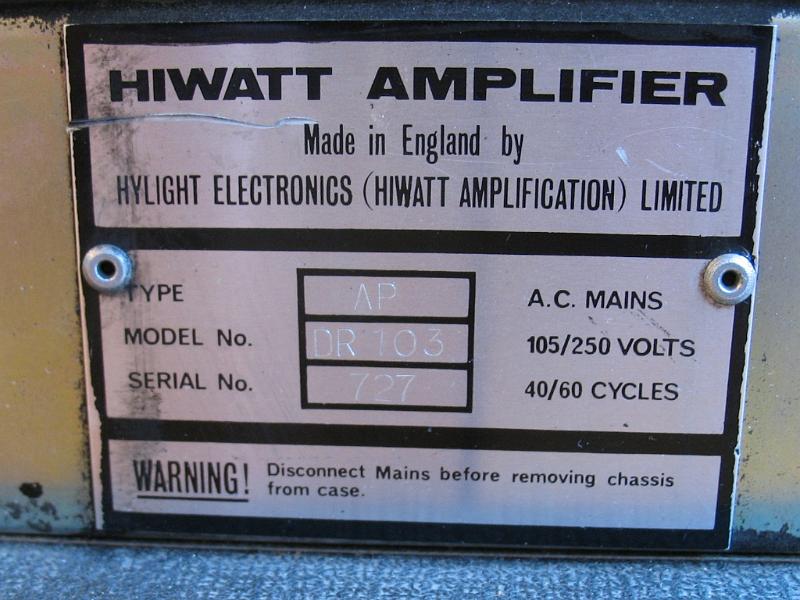 HIWATT AMPLIFIER
Made in England by
HYLIGHT ELECTRONICS (HIWATT AMPLIFICATION) LIMITED
TYPE AP A.C. MAINS
MODEL No. DR 103 105/250 VOLTS
SERIAL No. 727 40/60 CYCLES
WARNING! Disconnect Mains before removing chassis
from case.